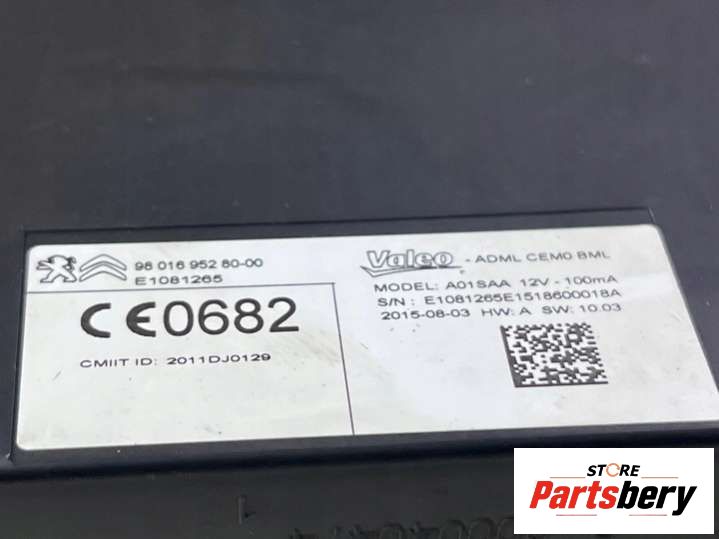 98 016 952 80-00
E1081265
CE0682
CMIIT ID: 2011DJ0129
Valeo - ADML CEM0 BML
MODEL: A01SAA 12V - 100mA
S/N : E1081265E1518600018A
2015-08-03 HW: A SW: 10.03
STORE
Partsbery